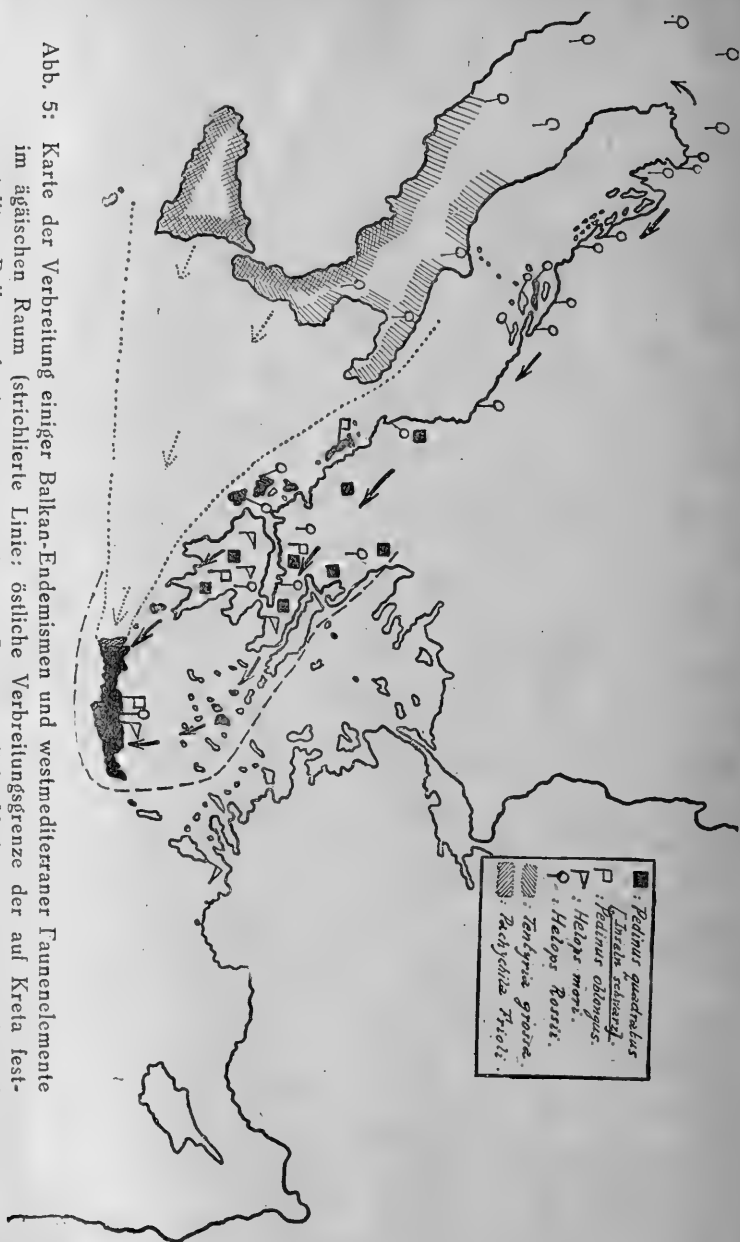 ■ : Pedinus quadratus
[Inseln schwarz].
: Pedinus oblongus.
: Helops mori.
: Helops Rossii.
: Tentyria grossa.
: Pachychila Frioli.
Abb. 5: Karte der Verbreitung einiger Balkan-Endemismen und westmediterraner Faunenelemente
im ägäischen Raum (strichlierte Linie: östliche Verbreitungsgrenze der auf Kreta fest-